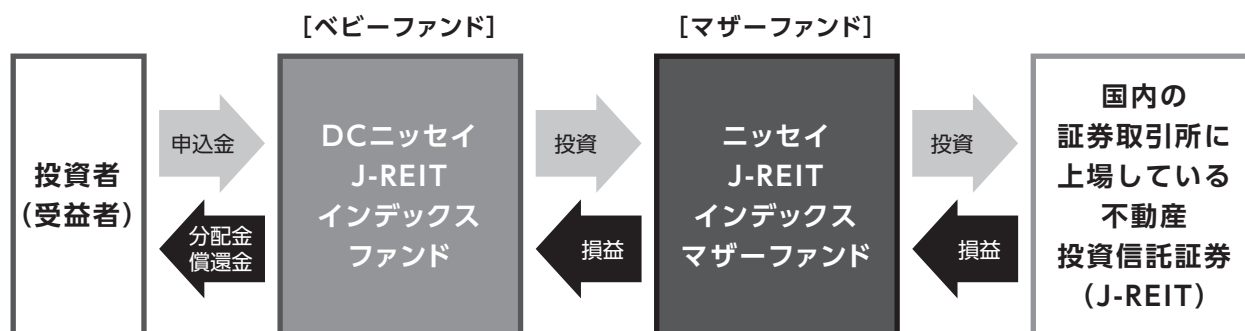 [ベビーファンド]
[マザーファンド]
投資者
(受益者)
申込金
分配金
償還金
DCニッセイ
J-REIT
インデックス
ファンド
投資
損益
ニッセイ
J-REIT
インデックス
マザーファンド
投資
損益
国内の
証券取引所に
上場している
不動産
投資信託証券
(J-REIT)